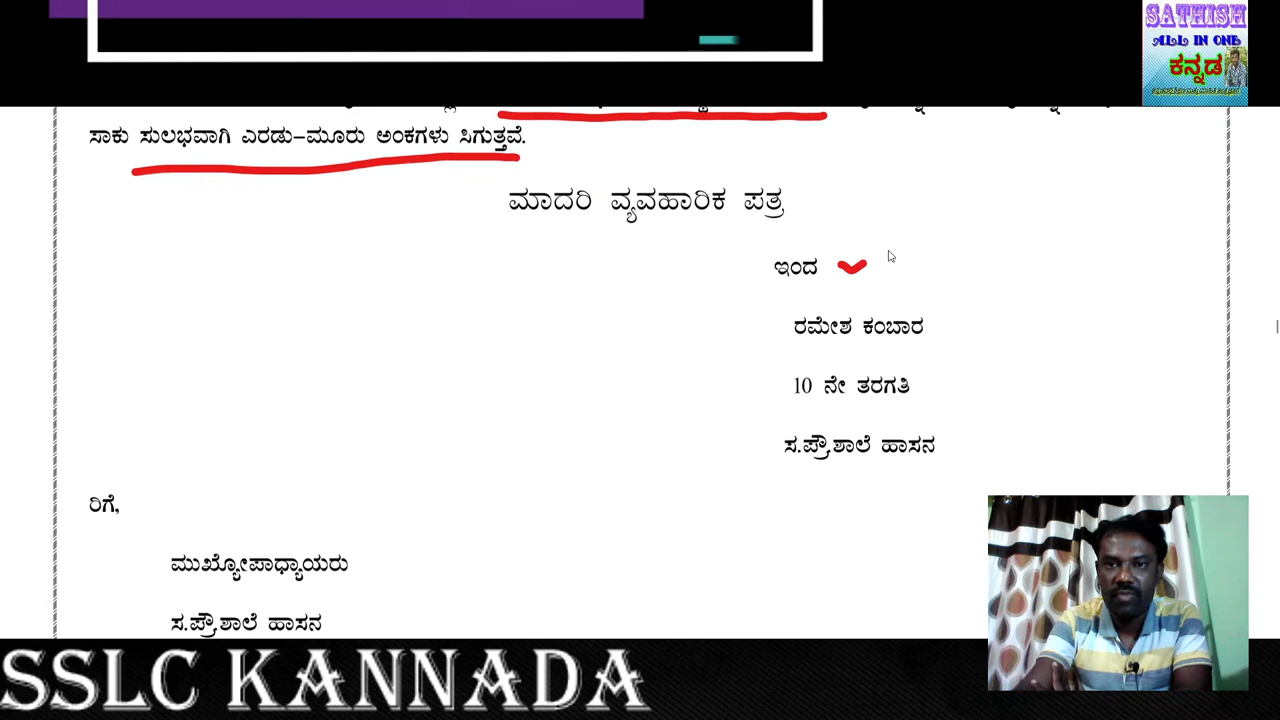 SATHISH
ALL IN ONE
ಕನ್ನಡ
ಸಾಕು ಸುಲಭವಾಗಿ ಎರಡು-ಮೂರು ಅಂಕಗಳು ಸಿಗುತ್ತವೆ.
ಮಾದರಿ ವ್ಯವಹಾರಿಕ ಪತ್ರ
ಇಂದ
ರಮೇಶ ಕಂಬಾರ
10 ನೇ ತರಗತಿ
ಸ.ಪ್ರೌ.ಶಾಲೆ ಹಾಸನ
ರಿಗೆ,
ಮುಖ್ಯೋಪಾಧ್ಯಾಯರು
ಸ.ಪ್ರೌ.ಶಾಲೆ ಹಾಸನ
SSLC KANNADA